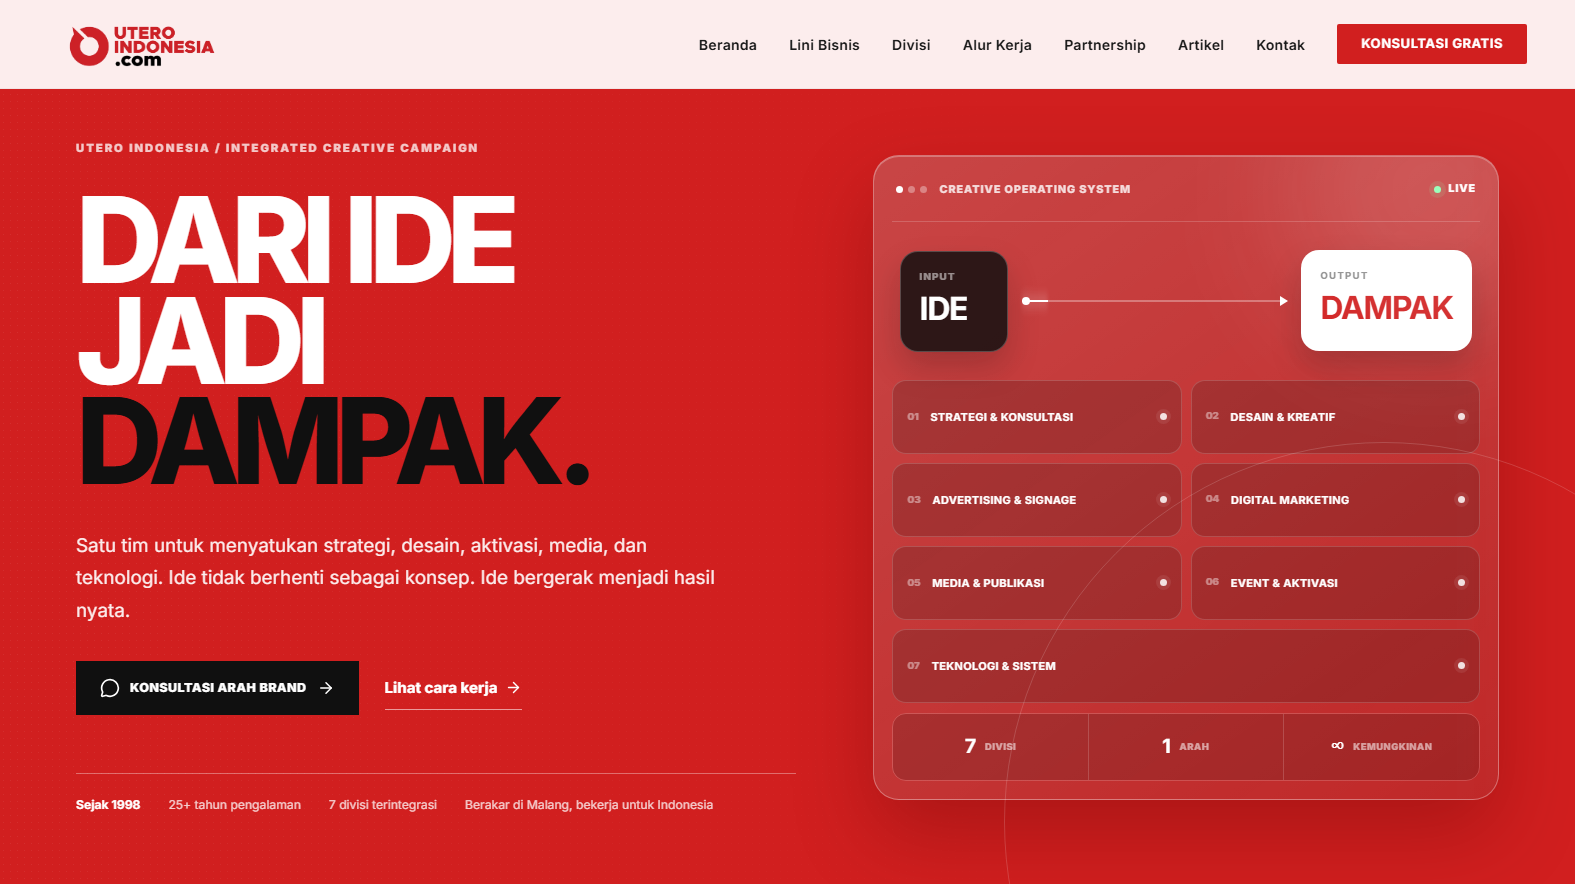 UTERO
INDONESIA
.com
Beranda
Lini Bisnis
Divisi
Alur Kerja
Partnership
Artikel
Kontak
KONSULTASI GRATIS
UTERO INDONESIA / INTEGRATED CREATIVE CAMPAIGN
DARI IDE
JADI
DAMPAK.
Satu tim untuk menyatukan strategi, desain, aktivasi, media, dan
teknologi. Ide tidak berhenti sebagai konsep. Ide bergerak menjadi hasil
nyata.
KONSULTASI ARAH BRAND →
Lihat cara kerja →
Sejak 1998
25+ tahun pengalaman
7 divisi terintegrasi
Berakar di Malang, bekerja untuk Indonesia
CREATIVE OPERATING SYSTEM
LIVE
INPUT
IDE
OUTPUT
DAMPAK
01 STRATEGI & KONSULTASI
02 DESAIN & KREATIF
03 ADVERTISING & SIGNAGE
04 DIGITAL MARKETING
05 MEDIA & PUBLIKASI
06 EVENT & AKTIVASI
07 TEKNOLOGI & SISTEM
7 DIVISI
1 ARAH
∞ KEMUNGKINAN